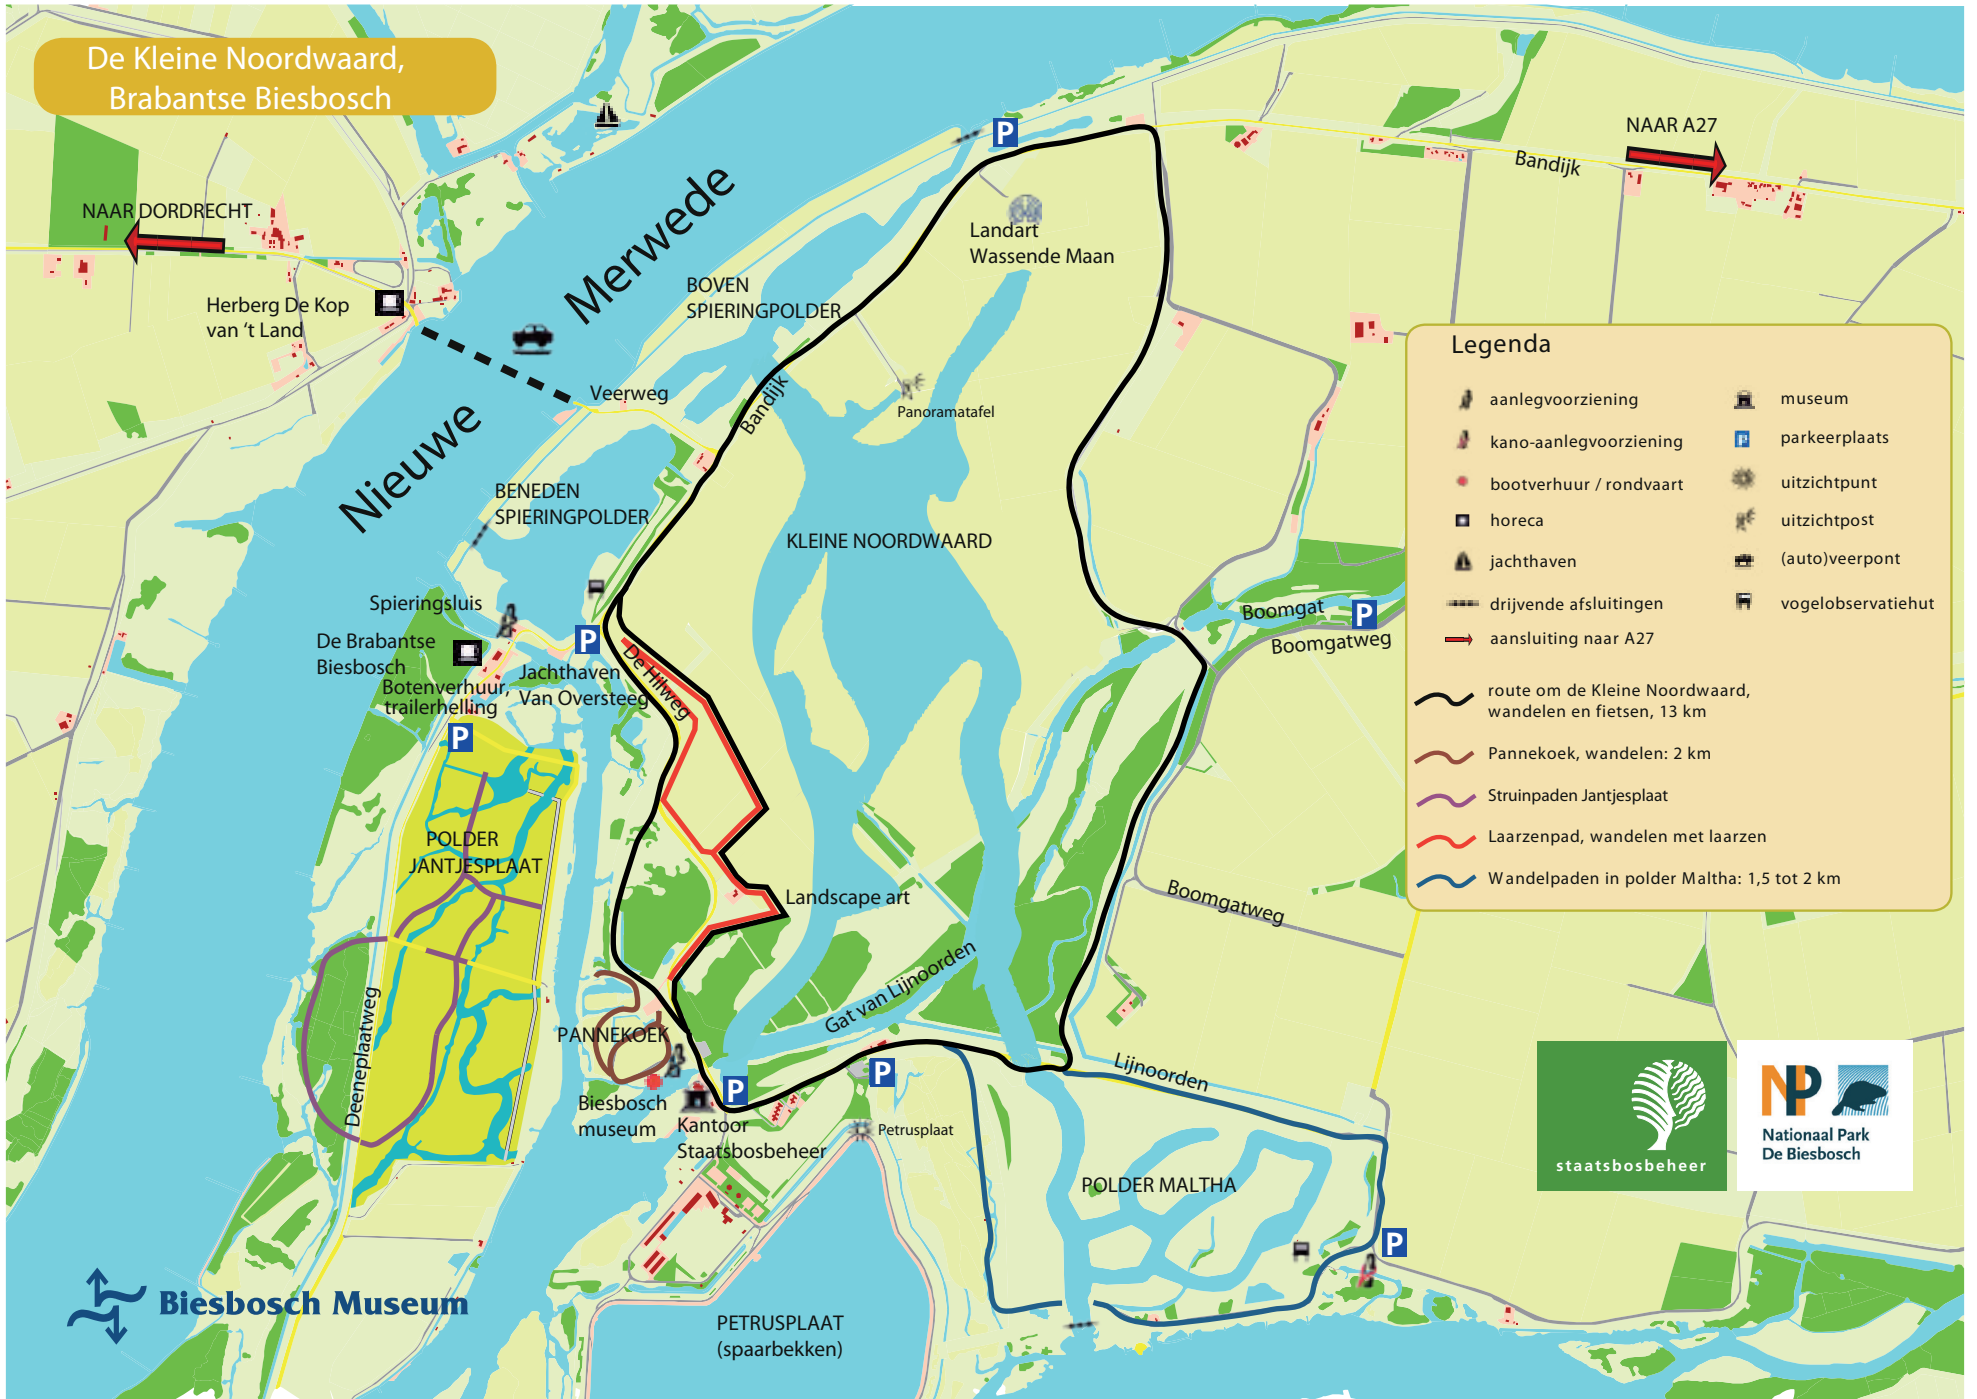 De Kleine Noordwaard,
Brabantse Biesbosch
NAAR DORDRECHT
Herberg De Kop
van ‘t Land
Nieuwe
Merwede
Veerweg
BOVEN
SPIERINGPOLDER
Bandijk
P
Landart
Wassende Maan
Panoramatafel
NAAR A27
Bandijk
BENEDEN
SPIERINGPOLDER
KLEINE NOORDWAARD
Spieringsluis
De Brabantse
Biesbosch
Botenverhuur,
trailerhelling
P
Jachthaven
Van Oversteeg
De Hilweg
P
Boomgat
P
Boomgatweg
Boomgatweg
POLDER
JANTJESPLAAT
Deeneplaatweg
Landscape art
Gat van Lijnoorden
PANNEKOEK
Biesbosch
museum
P
Kantoor
Staatsbosbeheer
P
Petrusplaat
Lijnoorden
POLDER MALTHA
P
PETRUSPLAAT
(spaarbekken)
Legenda
aanlegvoorziening
kano-aanlegvoorziening
bootverhuur / rondvaart
horeca
jachthaven
drijvende afsluitingen
aansluiting naar A27
museum
P parkeerplaats
uitzichtpunt
uitzichtpost
(auto)veerpont
vogelobservatiehut
route om de Kleine Noordwaard,
wandelen en fietsen, 13 km
Pannekoek, wandelen: 2 km
Struinpaden Jantjesplaat
Laarzenpad, wandelen met laarzen
Wandelpaden in polder Maltha: 1,5 tot 2 km
staatsbosbeheer
NP
Nationaal Park
De Biesbosch
Biesbosch Museum